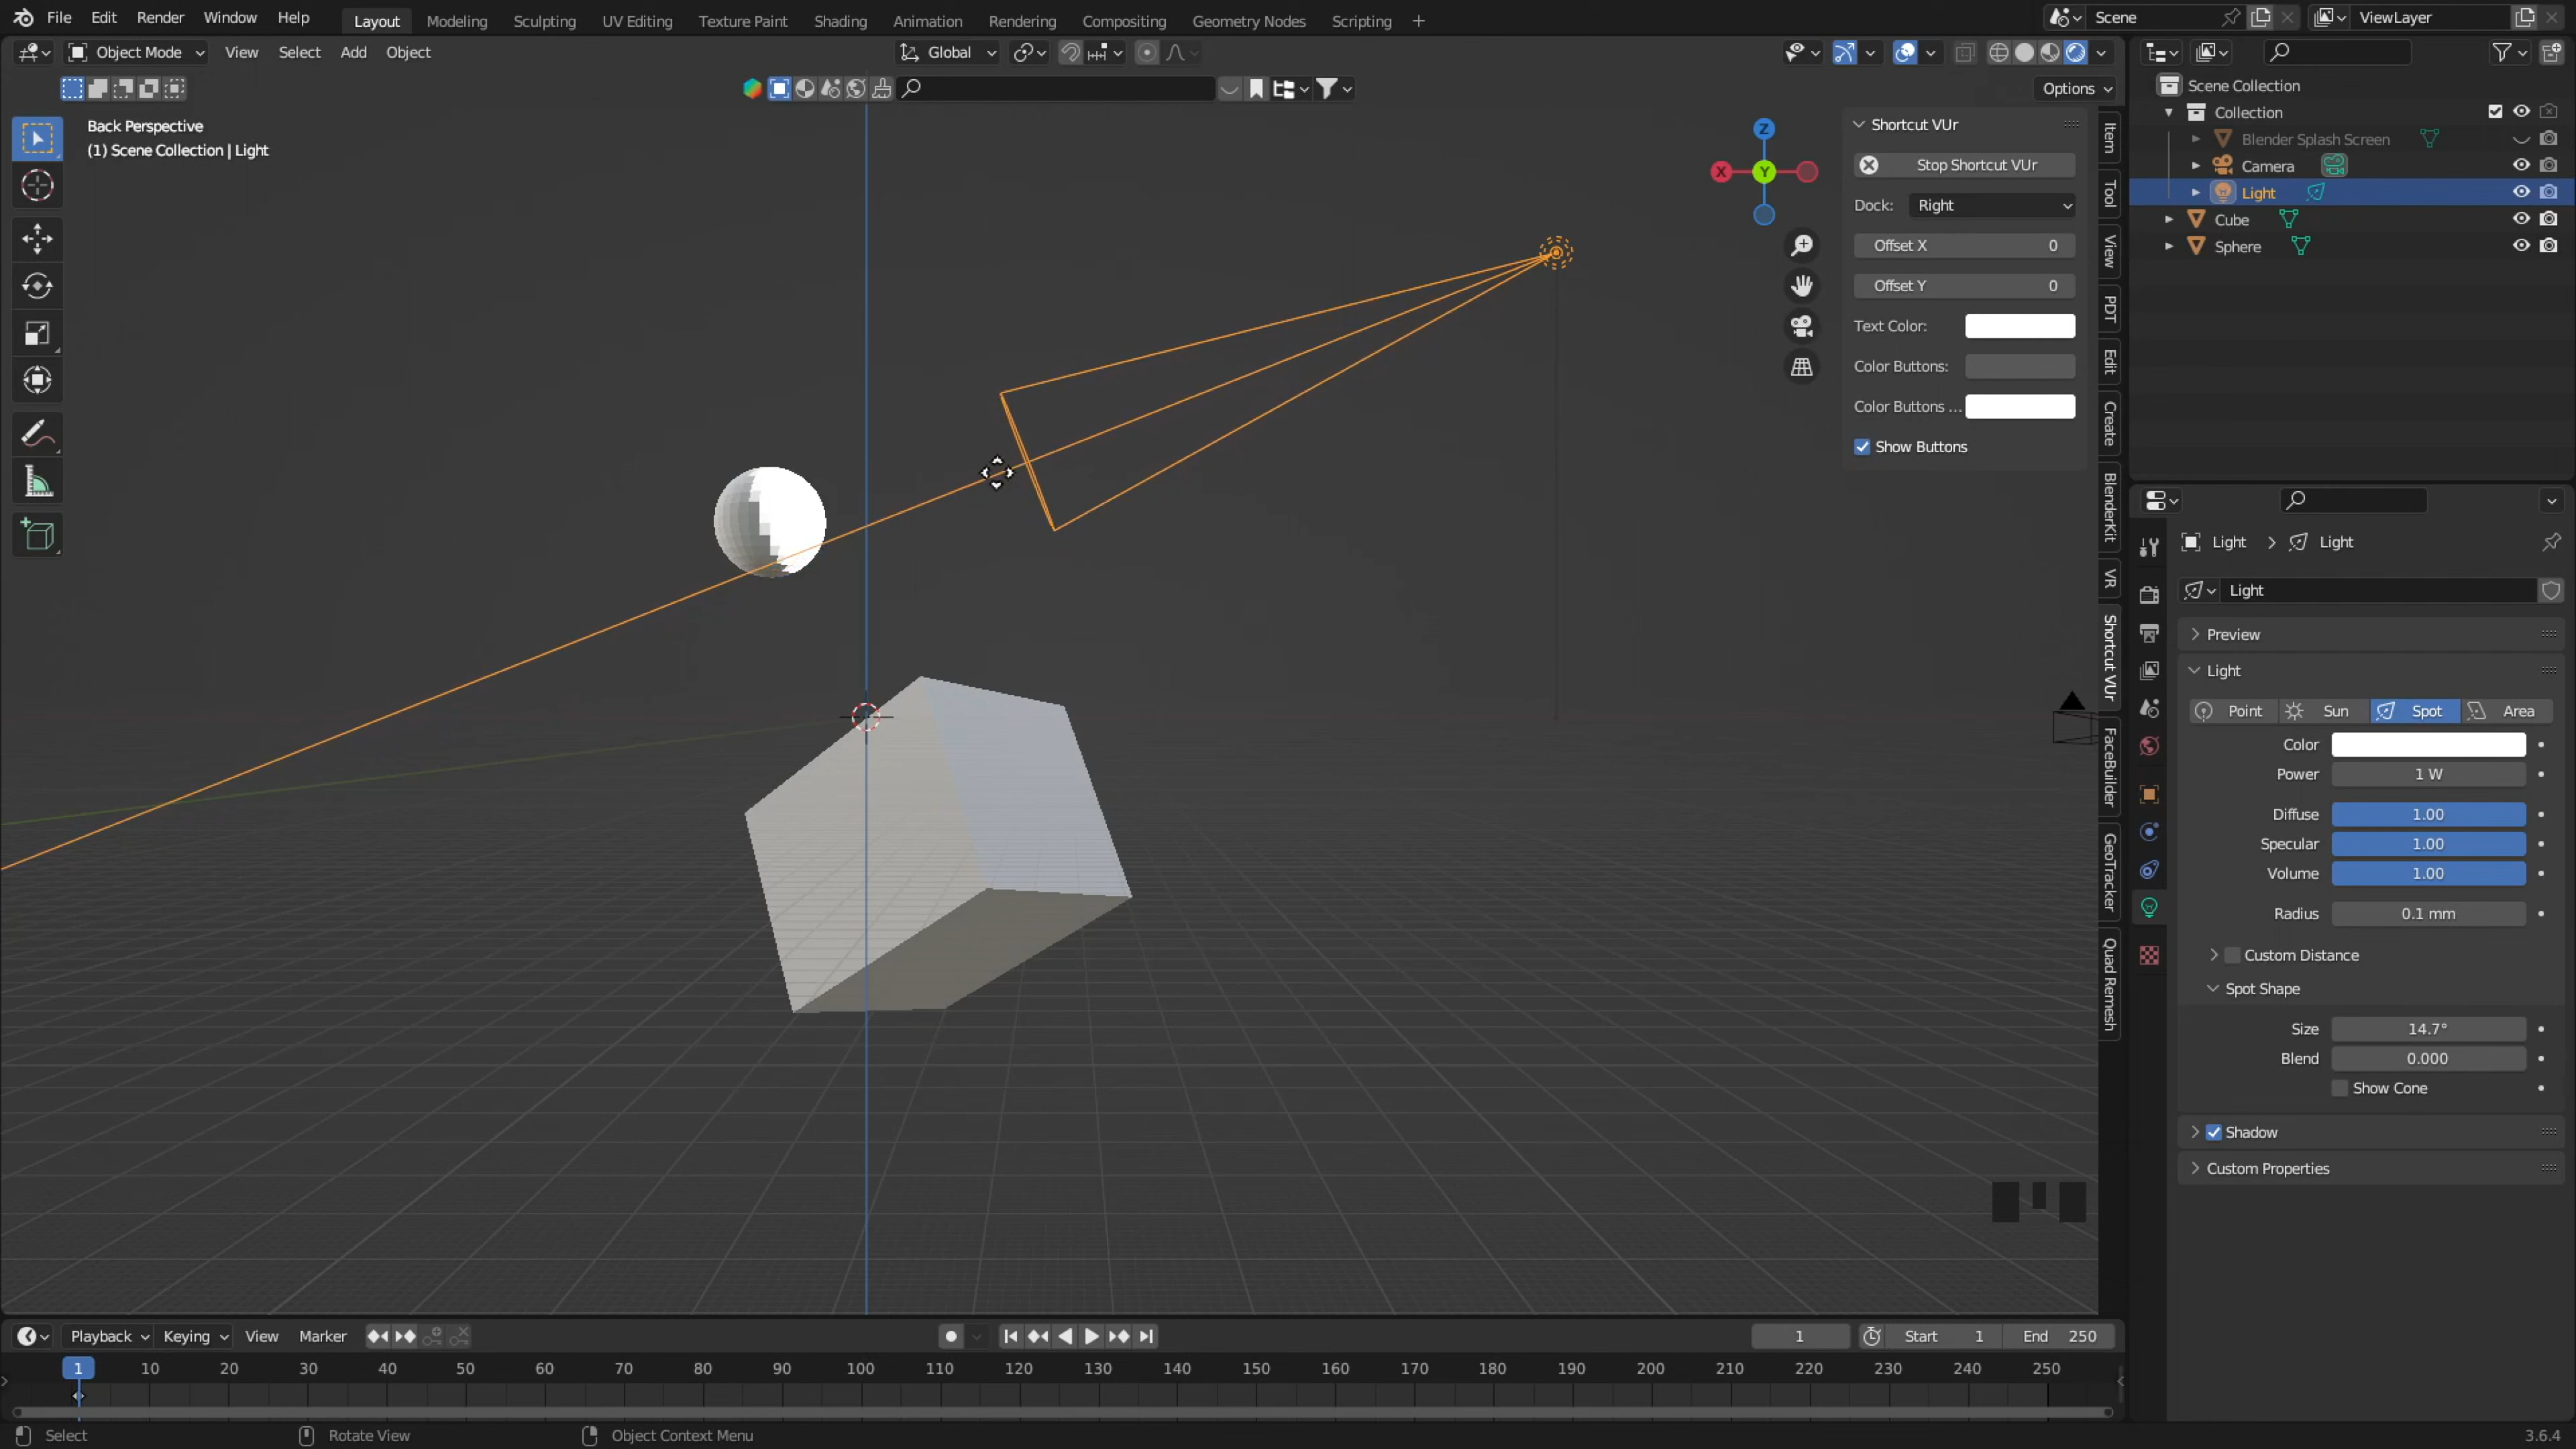 File Edit Render Window Help Layout Modeling Sculpting UV Editing Texture Paint Shading Animation Rendering Compositing Geometry Nodes Scripting + Scene ViewLayer
Object Mode View Select Add Object Global
Options
Back Perspective
(1) Scene Collection | Light
Z
X
Y
Shortcut VUr
Stop Shortcut VUr
Dock: Right
Offset X 0
Offset Y 0
Text Color:
Color Buttons:
Color Buttons ...
Show Buttons
Item
Tool
View
PDT
Edit
Create
BlenderKit
VR
Shortcut VUr
FaceBuilder
GeoTracker
Quad Remesh
Scene Collection
Collection
Blender Splash Screen
Camera
Light
Cube
Sphere
Light > Light
Light
Preview
Light
Point Sun Spot Area
Color
Power 1 W
Diffuse 1.00
Specular 1.00
Volume 1.00
Radius 0.1 mm
Custom Distance
Spot Shape
Size 14.7°
Blend 0.000
Show Cone
Shadow
Custom Properties
Playback Keying View Marker 1 Start 1 End 250
1 10 20 30 40 50 60 70 80 90 100 110 120 130 140 150 160 170 180 190 200 210 220 230 240 250
Select Rotate View Object Context Menu 3.6.4